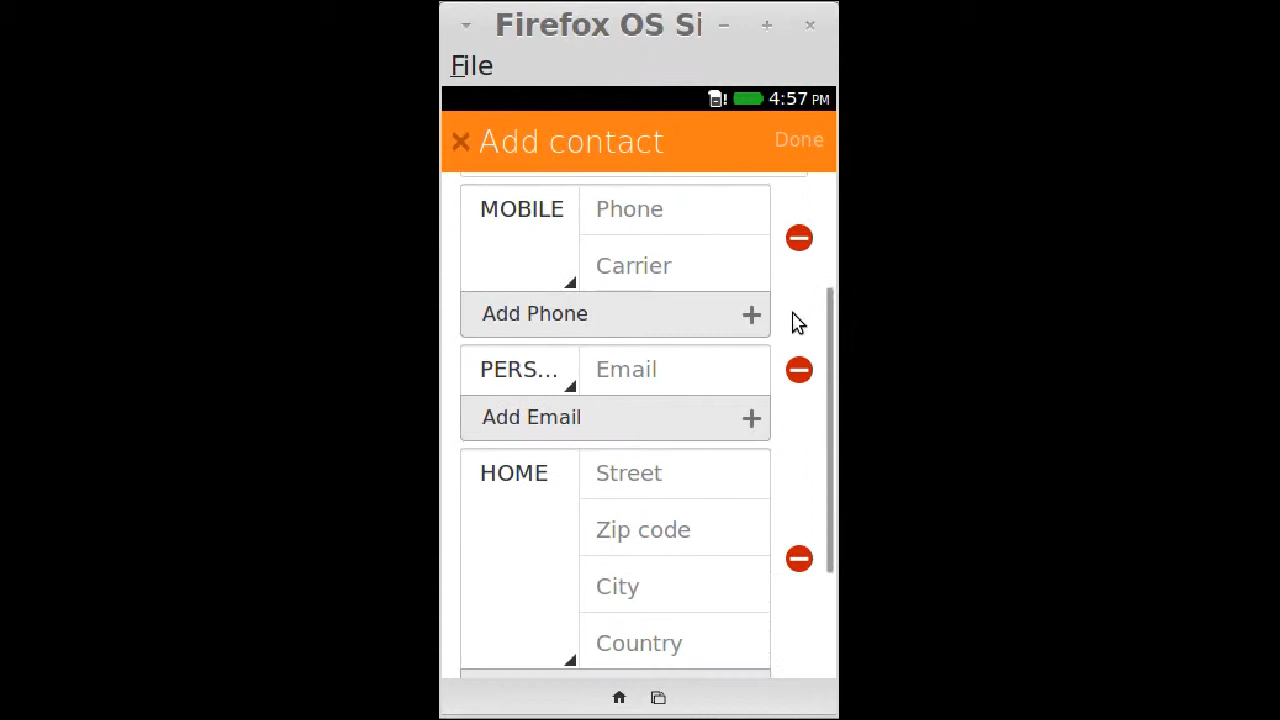 Firefox OS Si
File
4:57 PM
Add contact
Done
MOBILE
Phone
Carrier
Add Phone
PERS...
Email
Add Email
HOME
Street
Zip code
City
Country